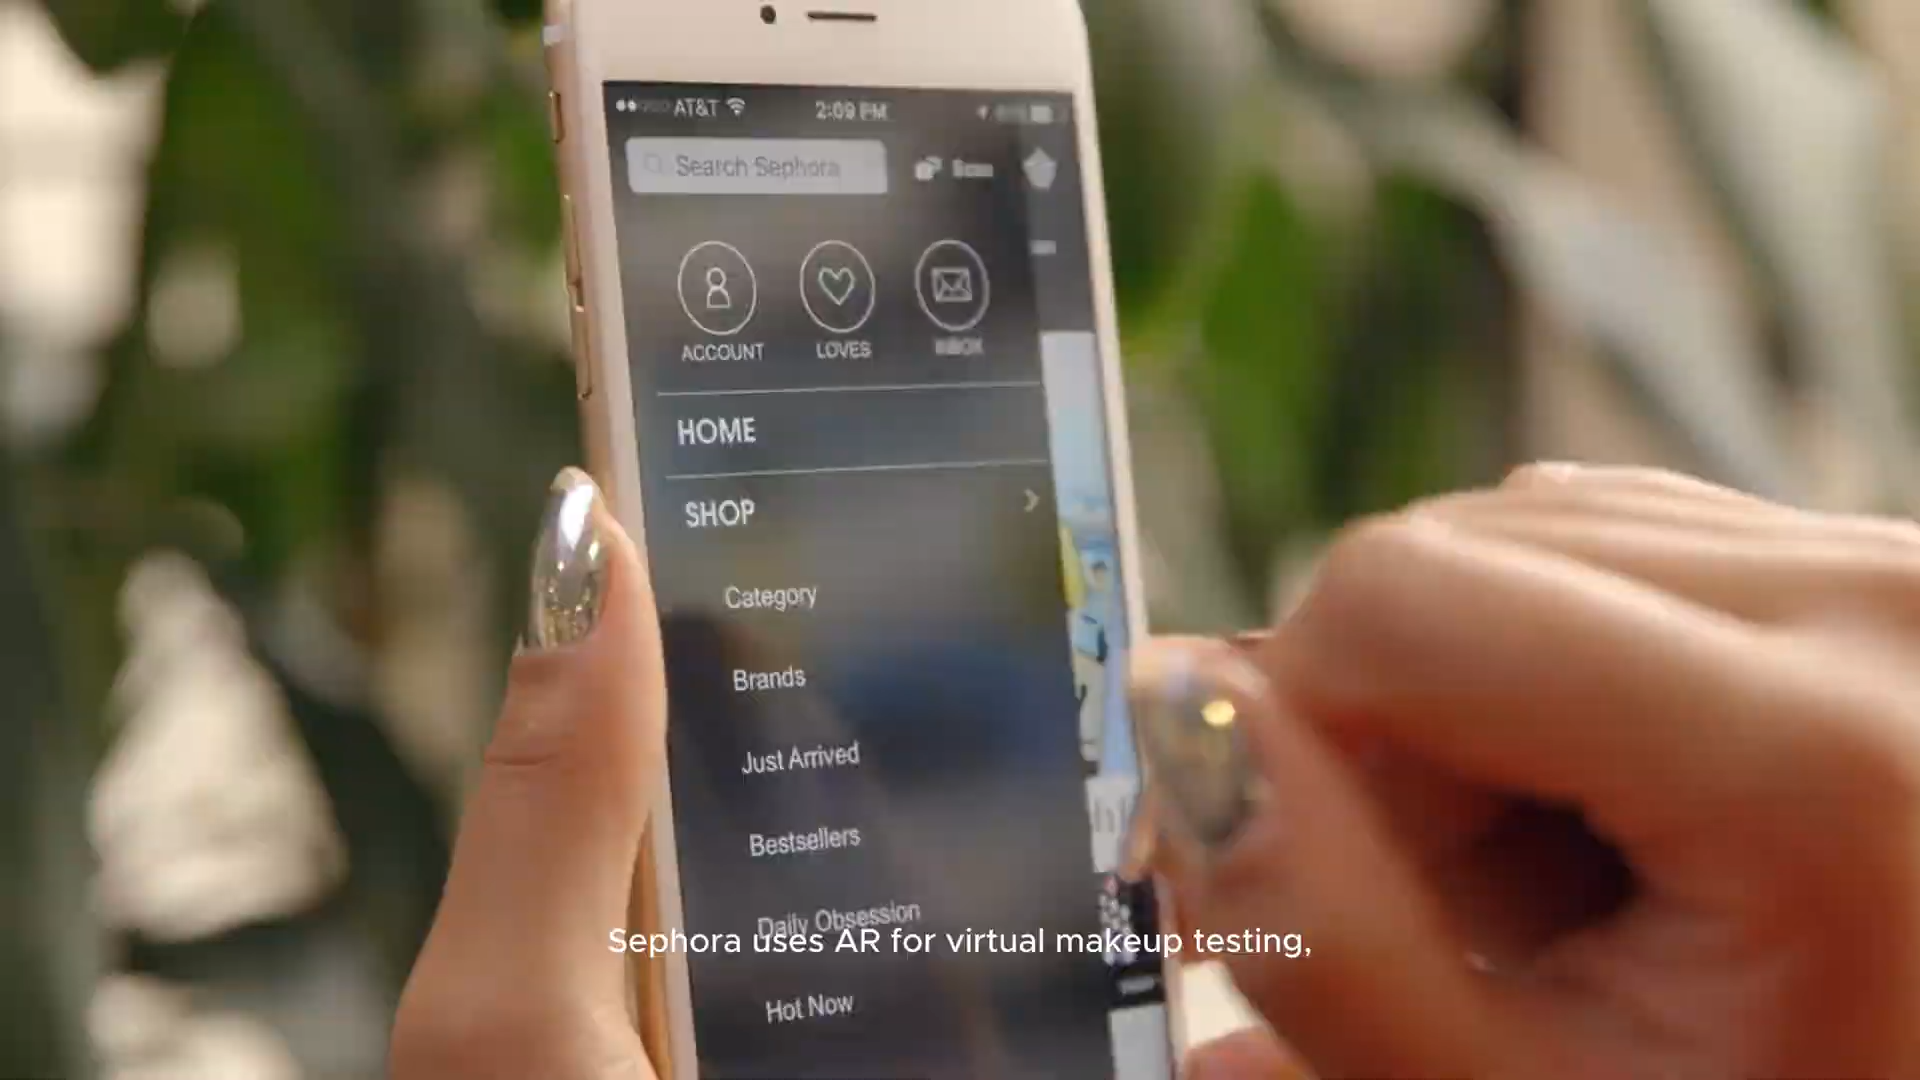 AT&T 2:09 PM
Search Sephora
ACCOUNT LOVES INBOX
HOME
SHOP
Category
Brands
Just Arrived
Bestsellers
Daily Obsession
Sephora uses AR for virtual makeup testing,
Hot Now